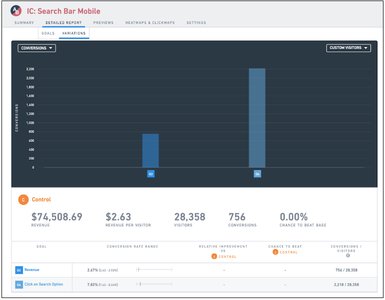 IC: Search Bar Mobile
SUMMARY DETAILED REPORT PREVIEWS HEATMAPS & CLICKMAPS SETTINGS
GOALS VARIATIONS
CONVERSIONS CUSTOM VISITORS
2,200
2,000
1,800
1,600
1,400
1,200
1,000
800
600
400
200
0
CONVERSIONS
Control
$74,508.69 $2.63 28,358 756 0.00%
REVENUE REVENUE PER VISITOR VISITORS CONVERSIONS CHANCE TO BEAT BASE
GOAL CONVERSION RATE RANGE RELATIVE IMPROVEMENT TO CONTROL CHANCE TO BEAT CONTROL CONVERSIONS / VISITORS
Revenue 2.67% - - 756 / 28,358
Click on Search Option 7.82% - - 2,218 / 28,358